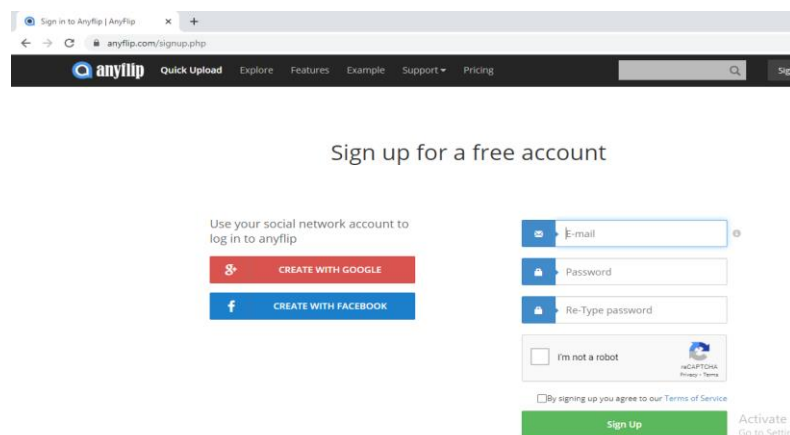 Sign in to Anyflip | AnyFlip
anyflip.com/signup.php
anyflip Quick Upload Explore Features Example Support Pricing
Sign up for a free account
Use your social network account to
log in to anyflip
CREATE WITH GOOGLE
CREATE WITH FACEBOOK
E-mail
Password
Re-Type password
I'm not a robot
reCAPTCHA
Privacy - Terms
By signing up you agree to our Terms of Service
Sign Up
Activate
Go to